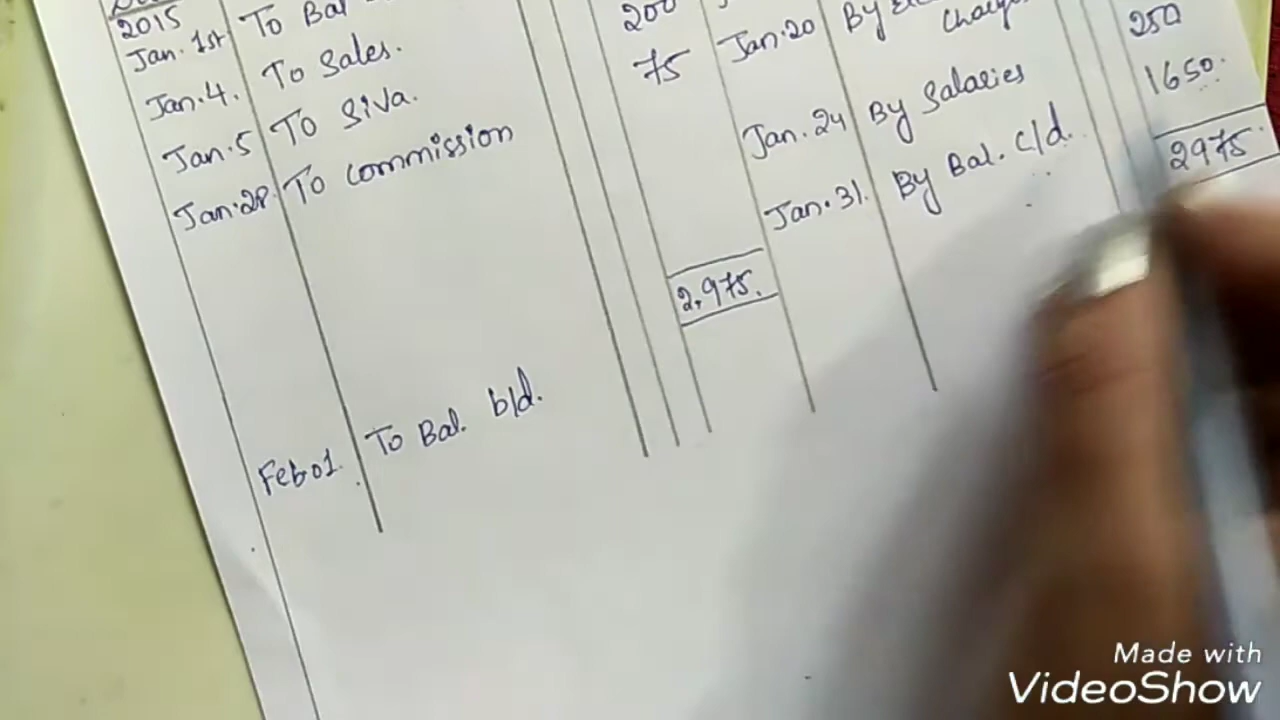 2015
Jan. 1st To Bal
200
Jan. 20 By
Charges
250
Jan. 4. To Sales.
75
1650.
Jan. 5 To Siva.
Jan. 24 By Salaries
2975.
Jan. 28. To commission
Jan. 31. By Bal. c/d.
2,975.
Feb 01. To Bal. b/d.
Made with
VideoShow